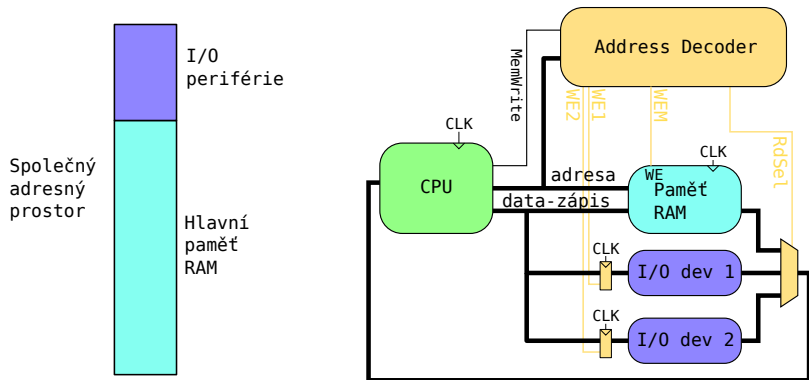 I/O
periférie
Společný
adresný
prostor
Hlavní
paměť
RAM
Address Decoder
MemWrite
WE2
WE1
WEM
RdSel
CLK
CPU
adresa
data-zápis
CLK
WE
Paměť
RAM
CLK
I/O dev 1
CLK
I/O dev 2